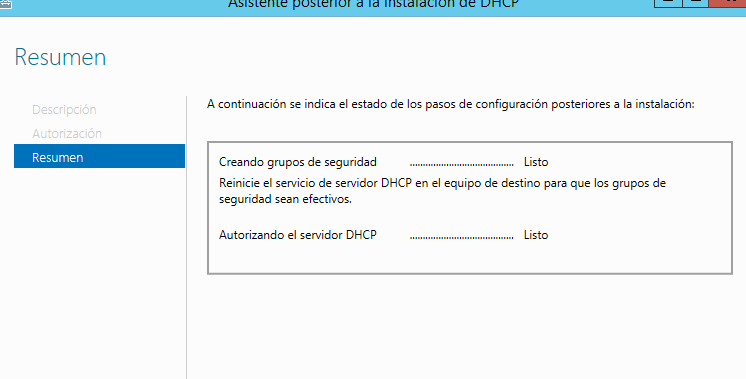 Asistente posterior a la instalación de DHCP
Resumen
Descripción
Autorización
Resumen
A continuación se indica el estado de los pasos de configuración posteriores a la instalación:
Creando grupos de seguridad ........................................ Listo
Reinicie el servicio de servidor DHCP en el equipo de destino para que los grupos de
seguridad sean efectivos.
Autorizando el servidor DHCP ........................................ Listo